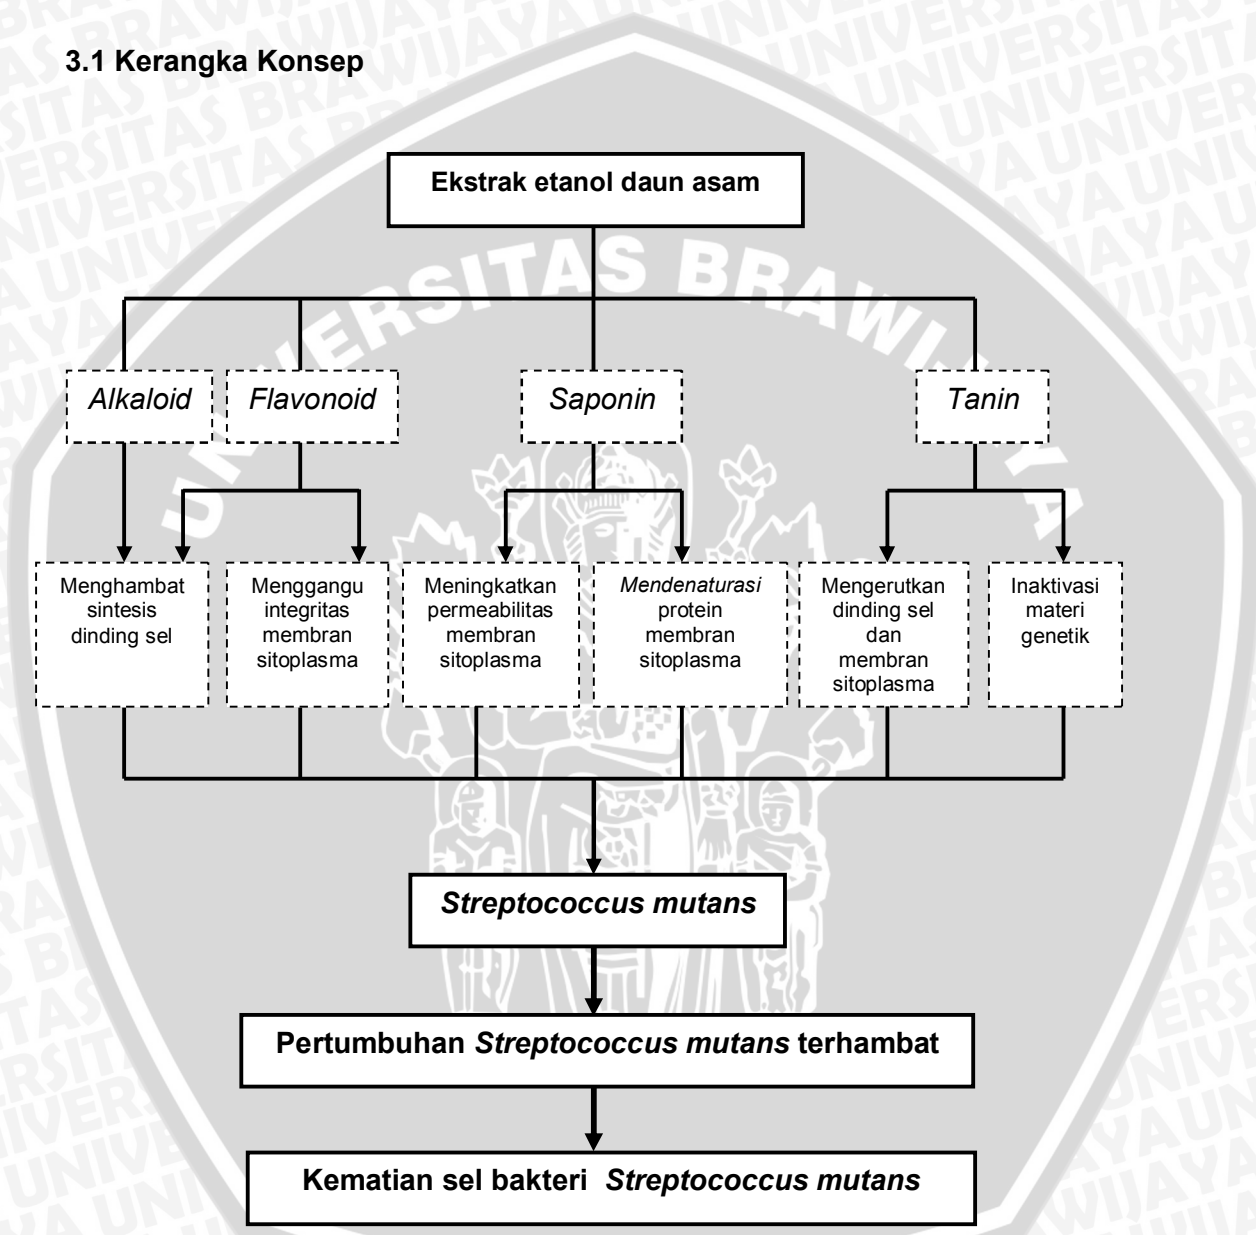 3.1 Kerangka Konsep
Ekstrak etanol daun asam
UNIVERSITAS BRAWIJAYA
Alkaloid
Flavonoid
Saponin
Tanin
Menghambat
sintesis
dinding sel
Menggangu
integritas
membran
sitoplasma
Meningkatkan
permeabilitas
membran
sitoplasma
Mendenaturasi
protein
membran
sitoplasma
Mengerutkan
dinding sel
dan
membran
sitoplasma
Inaktivasi
materi
genetik
Streptococcus mutans
Pertumbuhan Streptococcus mutans terhambat
Kematian sel bakteri Streptococcus mutans